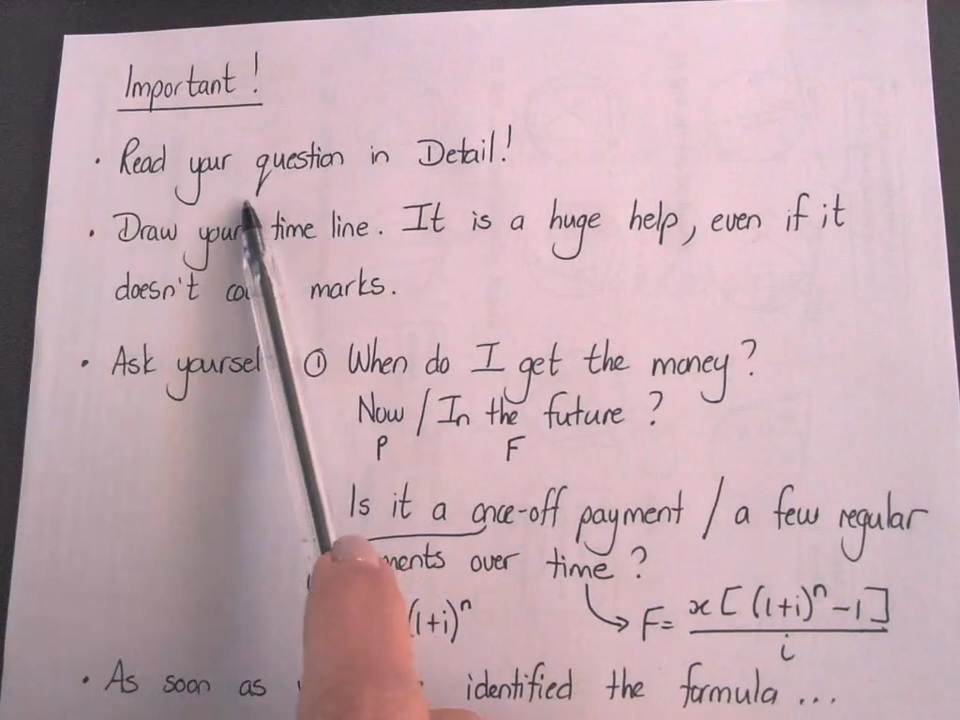 Important!
• Read your question in Detail!
• Draw your time line. It is a huge help, even if it
doesn't marks.
• Ask ① When do I get the money?
Now / In the future?
P F
Is it a once-off payment / a few regular
over time?
(1+i)^n F= x[(1+i)^n -1]
i
• As soon as identified the formula ...